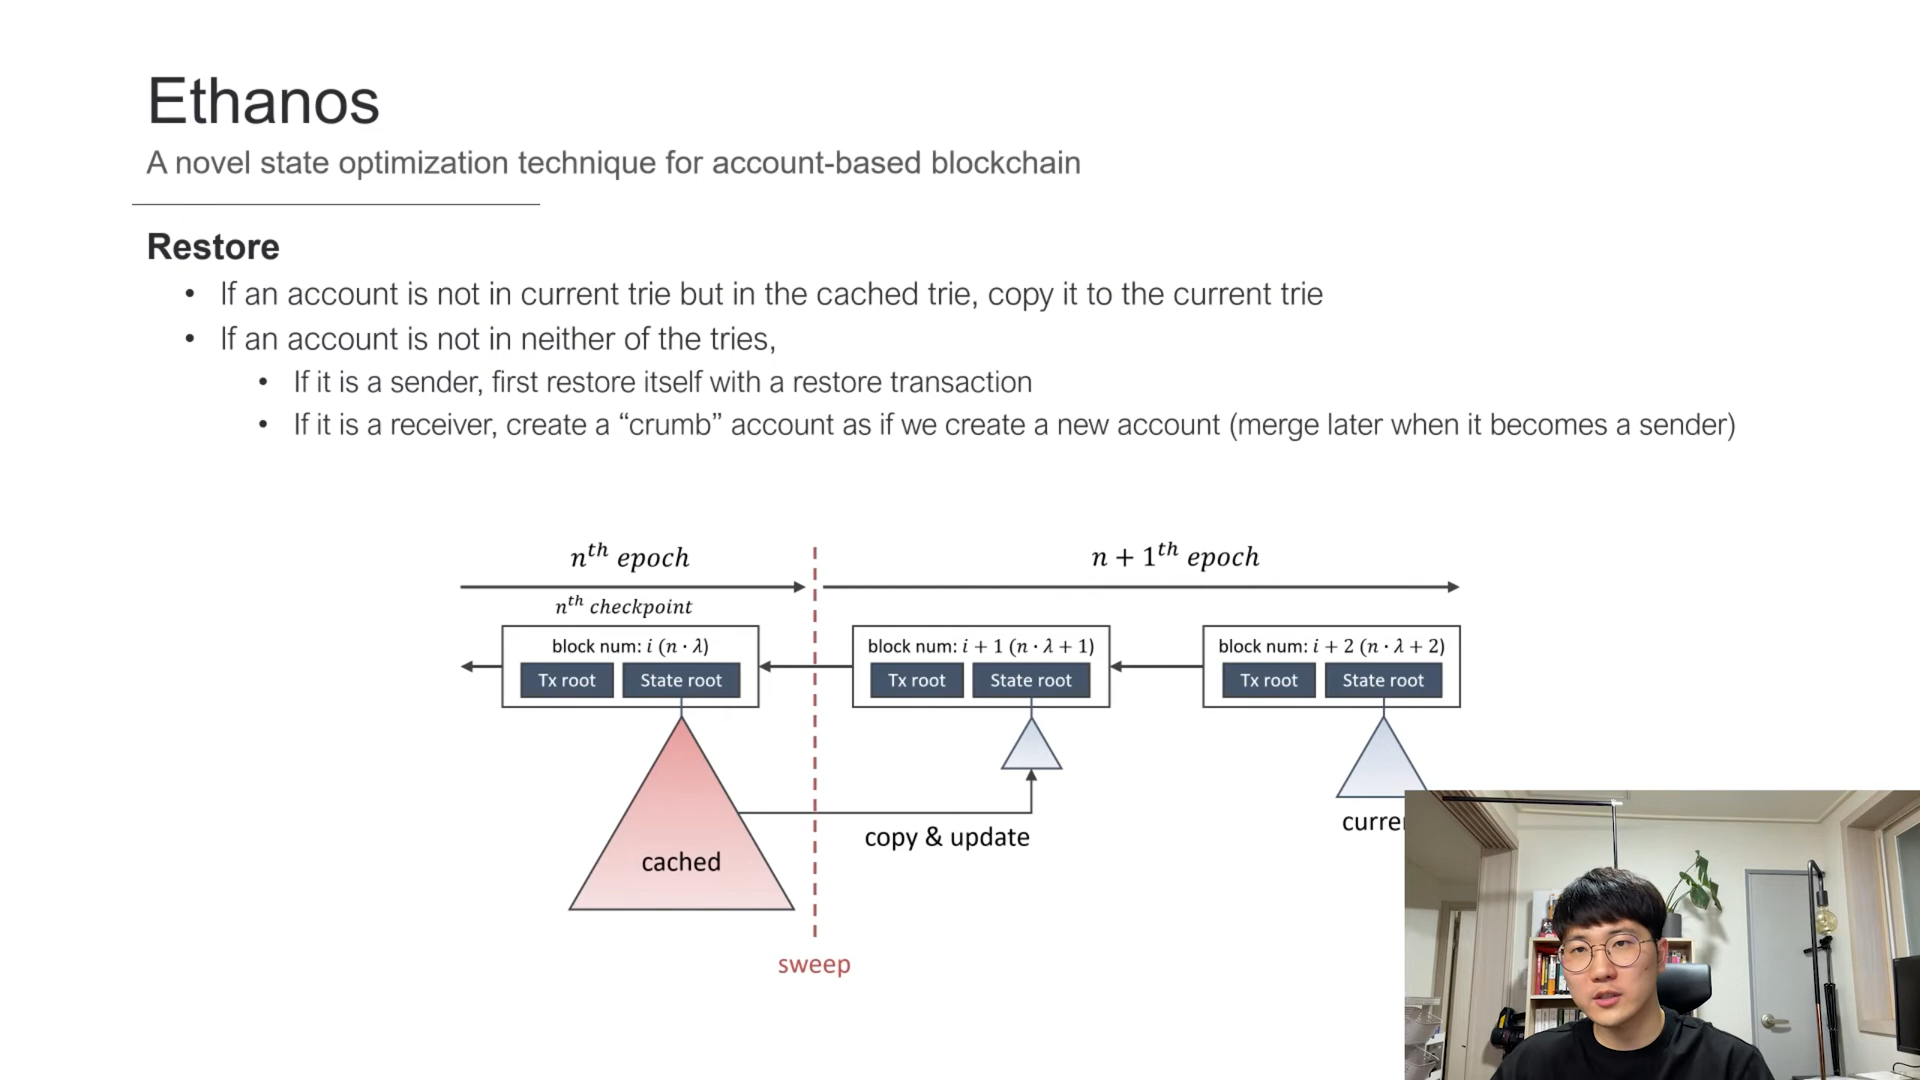 Ethanos
A novel state optimization technique for account-based blockchain
Restore
• If an account is not in current trie but in the cached trie, copy it to the current trie
• If an account is not in neither of the tries,
• If it is a sender, first restore itself with a restore transaction
• If it is a receiver, create a “crumb” account as if we create a new account (merge later when it becomes a sender)
nᵗʰ epoch
n + 1ᵗʰ epoch
nᵗʰ checkpoint
block num: i (n · λ)
Tx root
State root
block num: i + 1 (n · λ + 1)
Tx root
State root
block num: i + 2 (n · λ + 2)
Tx root
State root
cached
copy & update
sweep